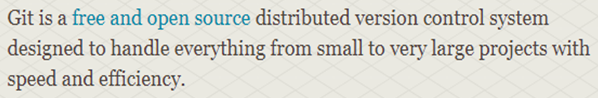 Git is a free and open source distributed version control system
designed to handle everything from small to very large projects with
speed and efficiency.